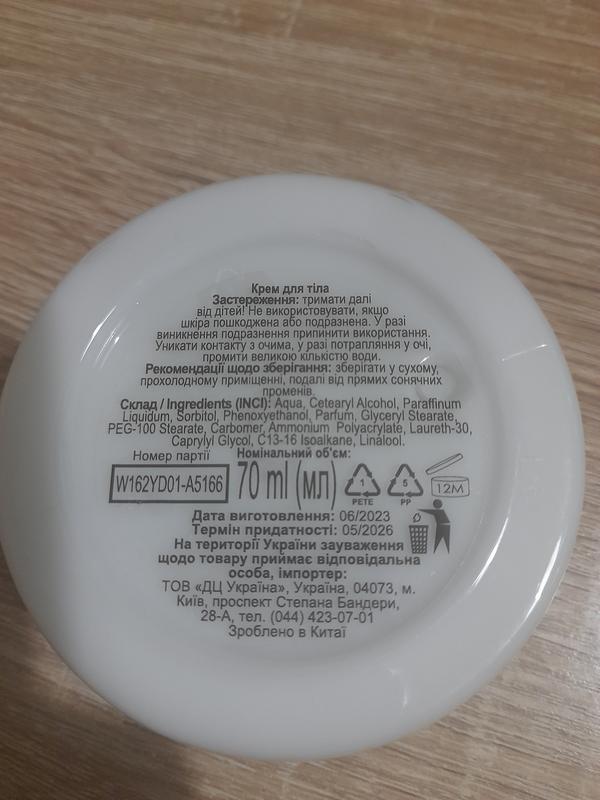 Крем для тіла
Застереження: тримати далі
від дітей! Не використовувати, якщо
шкіра пошкоджена або подразнена. У разі
виникнення подразнення припинити використання.
Уникати контакту з очима, у разі потрапляння у очі,
промити великою кількістю води.
Рекомендації щодо зберігання: зберігати у сухому,
прохолодному приміщенні, подалі від прямих сонячних
променів.
Склад / Ingredients (INCI): Aqua, Cetearyl Alcohol, Paraffinum
Liquidum, Sorbitol, Phenoxyethanol, Parfum, Glyceryl Stearate,
PEG-100 Stearate, Carbomer, Ammonium Polyacrylate, Laureth-30,
Caprylyl Glycol, C13-16 Isoalkane, Linalool.
Номер партії Номінальний об'єм:
W162YD01-A5166 70 ml (мл) 1 PETE 5 PP 12M
Дата виготовлення: 06/2023
Термін придатності: 05/2026
На території України зауваження
щодо товару приймає відповідальна
особа, імпортер:
ТОВ «ДЦ Україна», Україна, 04073, м.
Київ, проспект Степана Бандери,
28-А, тел. (044) 423-07-01
Зроблено в Китаї